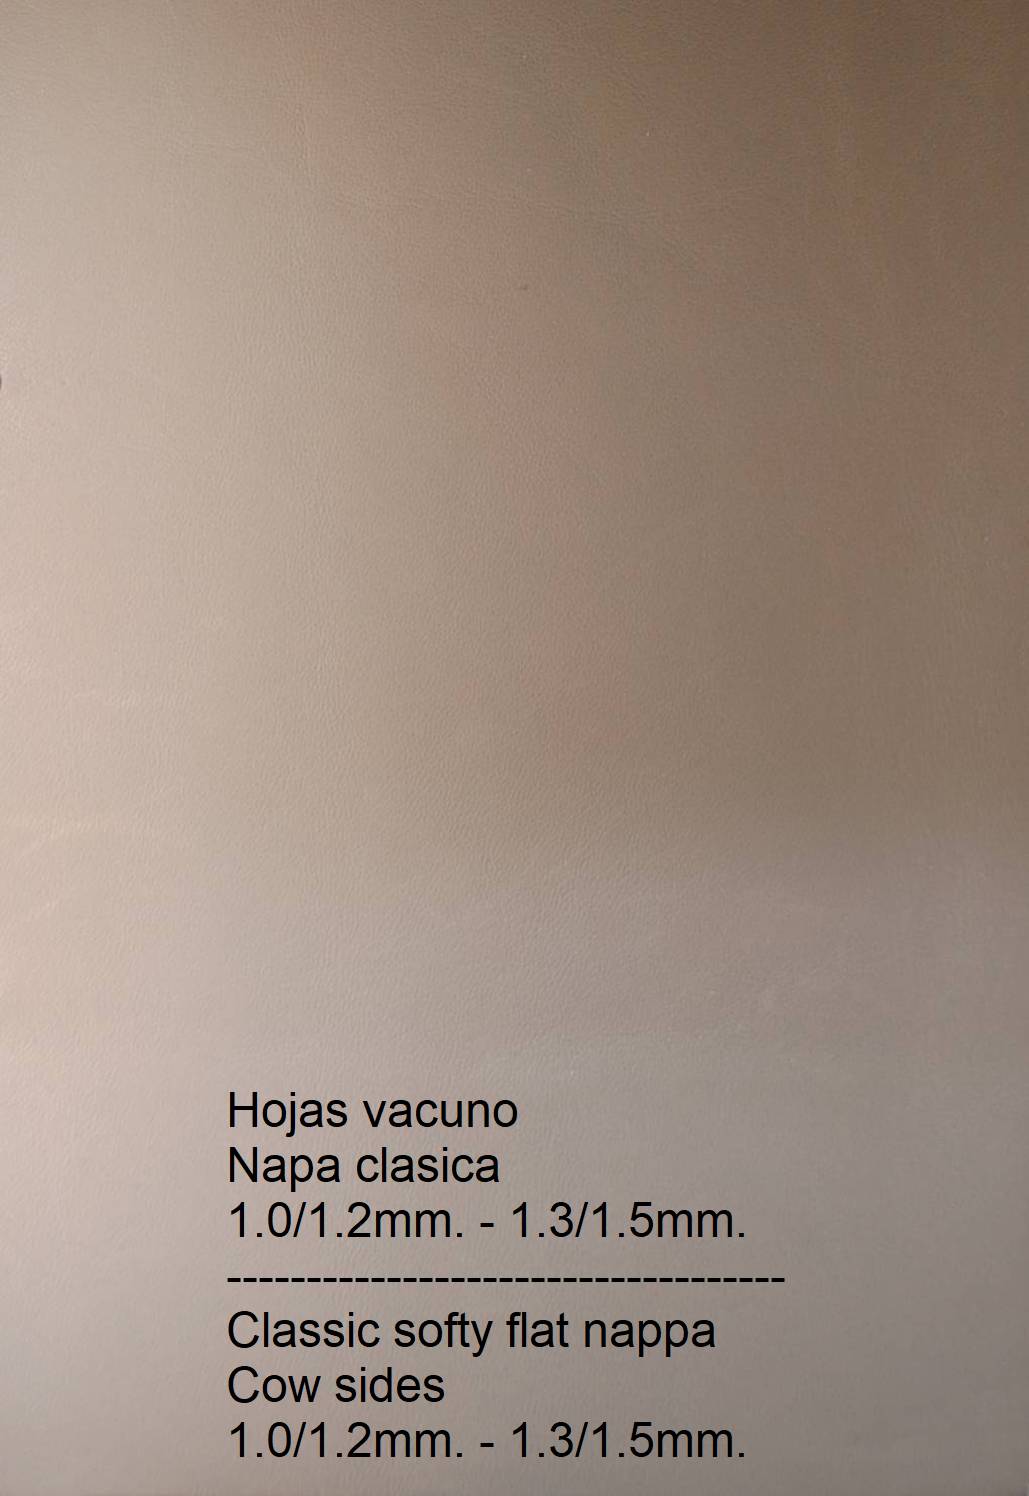 Hojas vacuno
Napa clasica
1.0/1.2mm. - 1.3/1.5mm.
-----------------------------------
Classic softy flat nappa
Cow sides
1.0/1.2mm. - 1.3/1.5mm.